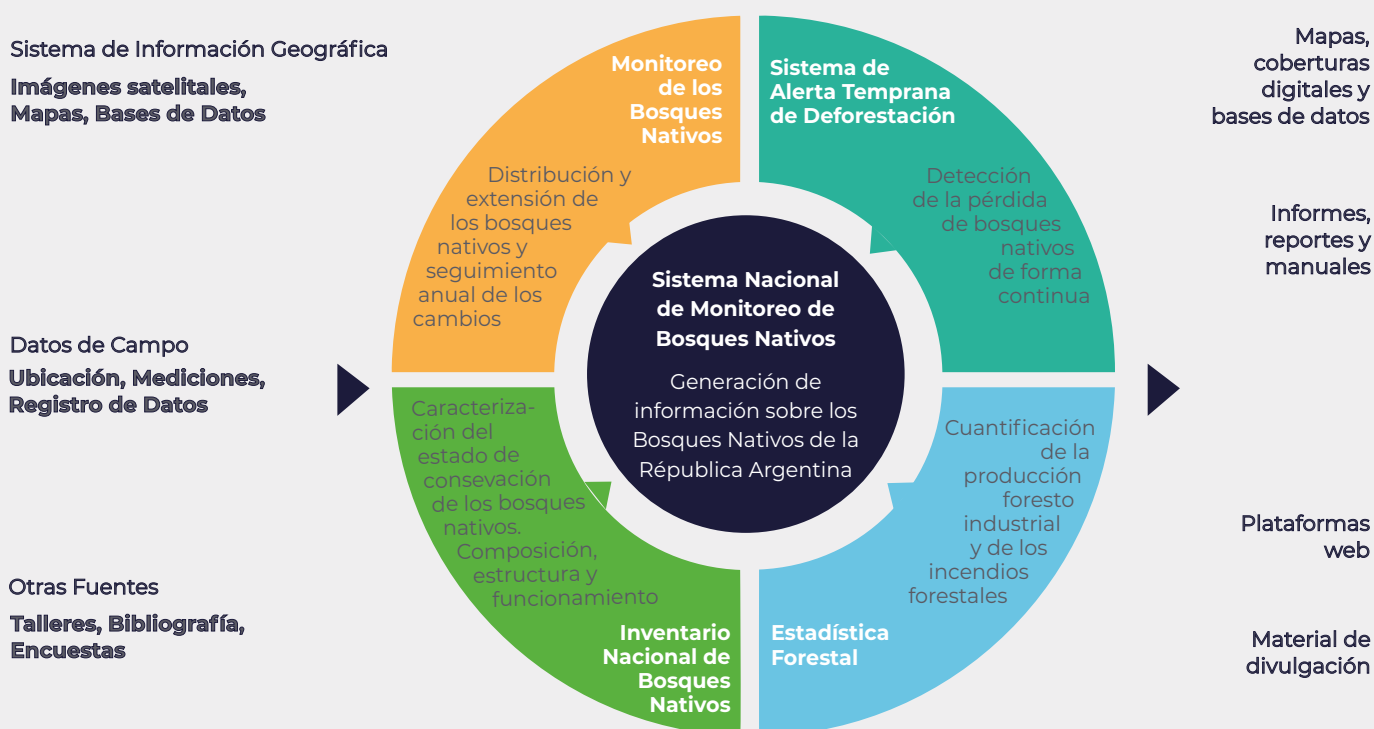 Sistema de Información Geográfica
Imágenes satelitales,
Mapas, Bases de Datos
Datos de Campo
Ubicación, Mediciones,
Registro de Datos
Otras Fuentes
Talleres, Bibliografía,
Encuestas
Monitoreo
de los
Bosques
Nativos
Distribución y
extensión de
los bosques
nativos y
seguimiento
anual de los
cambios
Sistema de
Alerta Temprana
de Deforestación
Detección
de la pérdida
de bosques
nativos
de forma
continua
Sistema Nacional
de Monitoreo de
Bosques Nativos
Generación de
información sobre los
Bosques Nativos de la
Républica Argentina
Caracteriza-
ción del
estado de
consevación
de los bosques
nativos.
Composición,
estructura y
funcionamiento
Inventario
Nacional de
Bosques
Nativos
Cuantificación
de la
producción
foresto
industrial
y de los
incendios
forestales
Estadística
Forestal
Mapas,
coberturas
digitales y
bases de datos
Informes,
reportes y
manuales
Plataformas
web
Material de
divulgación